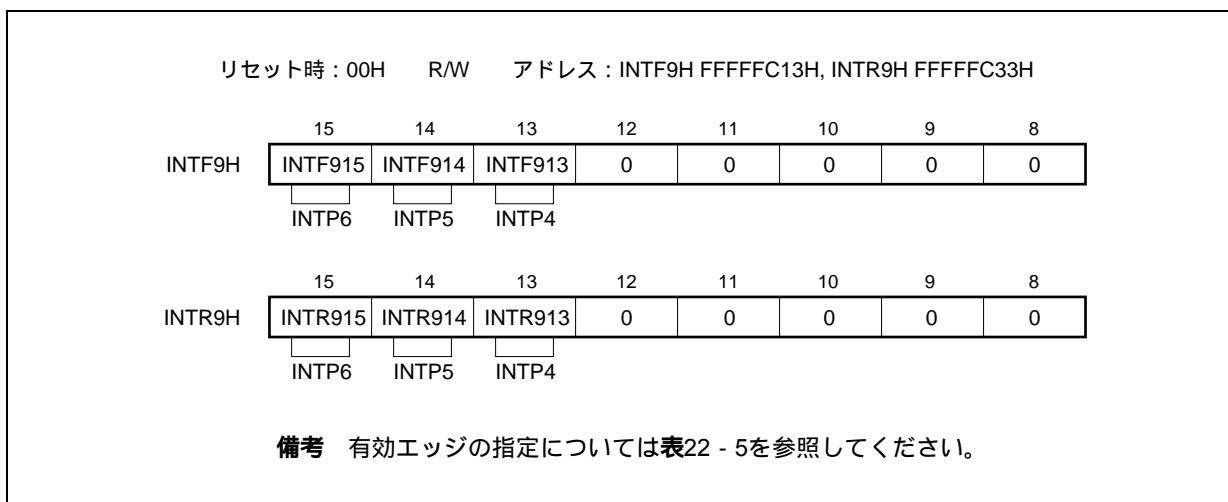 リセット時：00H　R/W　アドレス：INTF9H FFFFFC13H, INTR9H FFFFFC33H
15 14 13 12 11 10 9 8
INTF9H INTF915 INTF914 INTF913 0 0 0 0 0
INTP6 INTP5 INTP4
15 14 13 12 11 10 9 8
INTR9H INTR915 INTR914 INTR913 0 0 0 0 0
INTP6 INTP5 INTP4
備考　有効エッジの指定については表22 - 5を参照してください。